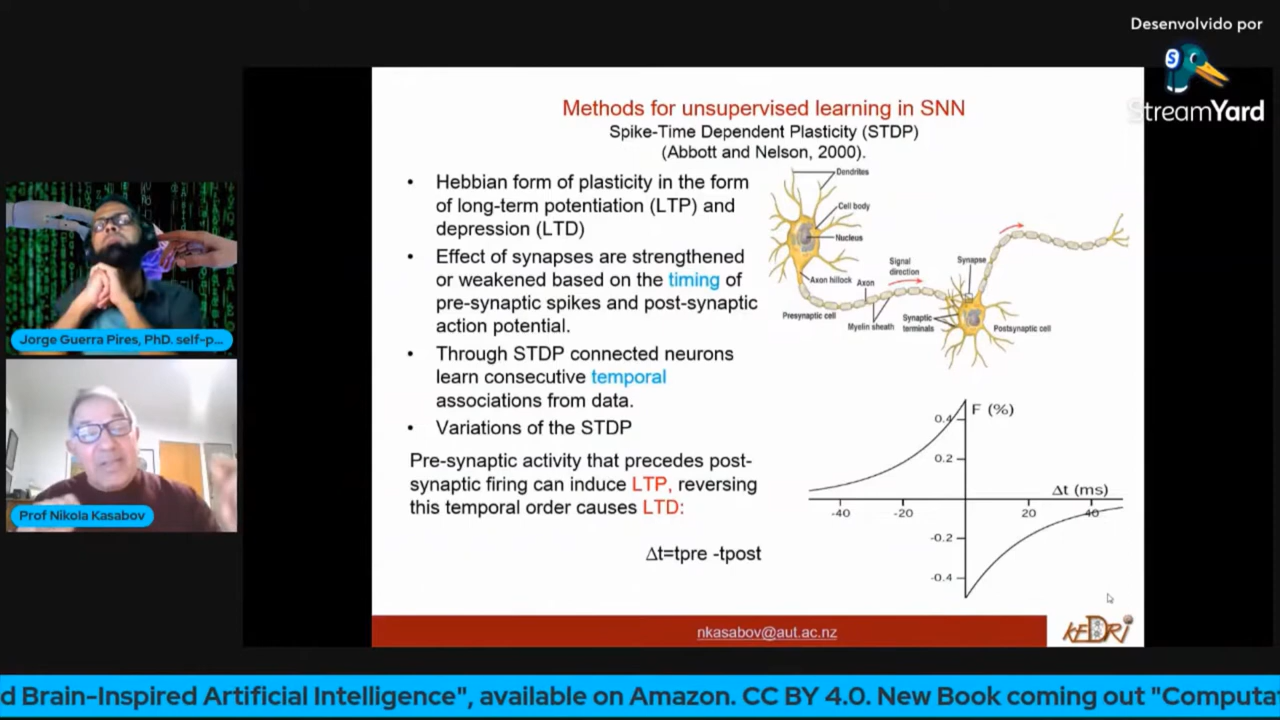 Desenvolvido por
StreamYard
Methods for unsupervised learning in SNN
Spike-Time Dependent Plasticity (STDP)
(Abbott and Nelson, 2000).
• Hebbian form of plasticity in the form
of long-term potentiation (LTP) and
depression (LTD)
• Effect of synapses are strengthened
or weakened based on the timing of
pre-synaptic spikes and post-synaptic
action potential.
• Through STDP connected neurons
learn consecutive temporal
associations from data.
• Variations of the STDP
Pre-synaptic activity that precedes post-
synaptic firing can induce LTP, reversing
this temporal order causes LTD:
Δt=tpre -tpost
Dendrites
Cell body
Nucleus
Axon hillock
Axon
Signal
direction
Synapse
Presynaptic cell
Myelin sheath
Synaptic
terminals
Postsynaptic cell
F (%)
0.4
0.2
Δt (ms)
-40
-20
20
40
-0.2
-0.4
nkasabov@aut.ac.nz
KEDRI
Jorge Guerra Pires, PhD. self-p...
Prof Nikola Kasabov
d Brain-Inspired Artificial Intelligence", available on Amazon. CC BY 4.0. New Book coming out "Computat